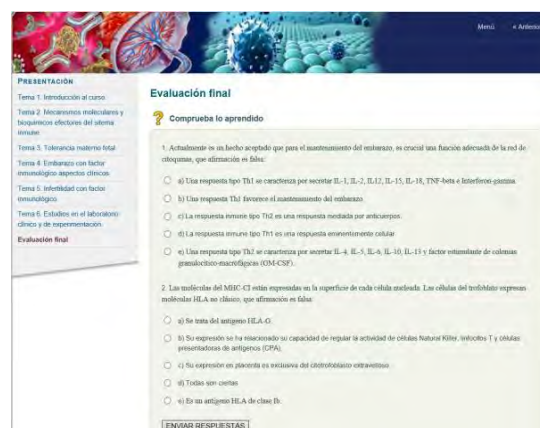 Menú « Anterior
PRESENTACIÓN
Tema 1. Introducción al curso
Tema 2. Mecanismos moleculares y
bioquímicos efectores del sitema
inmune
Tema 3. Tolerancia materno fetal
Tema 4. Embarazo con factor
inmunológico aspectos clínicos
Tema 5. Infertilidad con factor
inmunológico
Tema 6. Estudios en el laboratorio
clínico y de experimentación.
Evaluación final
Evaluación final
Comprueba lo aprendido
1. Actualmente es un hecho aceptado que para el mantenimiento del embarazo, es crucial una función adecuada de la red de
citoquinas, que afirmación es falsa:
a) Una respuesta tipo Th1 se caracteriza por secretar IL-1, IL-2, IL12, IL-15, IL-18, TNF-beta e Interferon-gamma.
b) Una respuesta Th1 favorece el mantenimiento del embarazo.
c) La respuesta inmune tipo Th2 es una respuesta mediada por anticuerpos.
d) La respuesta inmune tipo Th1 es una respuesta eminentemente celular
e) Una respuesta tipo Th2 se caracteriza por secretar IL-4, IL-5, IL-6, IL-10, IL-13 y factor estimulante de colonias
granulocítico-macrofágicas (GM-CSF).
2. Las moléculas del MHC-CI están expresadas en la superficie de cada célula nucleada. Las células del trofoblasto expresan
moléculas HLA no clásico, que afirmación es falsa:
a) Se trata del antígeno HLA-G.
b) Su expresión se ha relacionado su capacidad de regular la actividad de células Natural Killer, linfocitos T y células
presentadoras de antígenos (CPA).
c) Su expresión en placenta es exclusiva del citotrofoblasto extravelloso
d) Todas son ciertas
e) Es un antígeno HLA de clase Ib.
ENVIAR RESPUESTAS